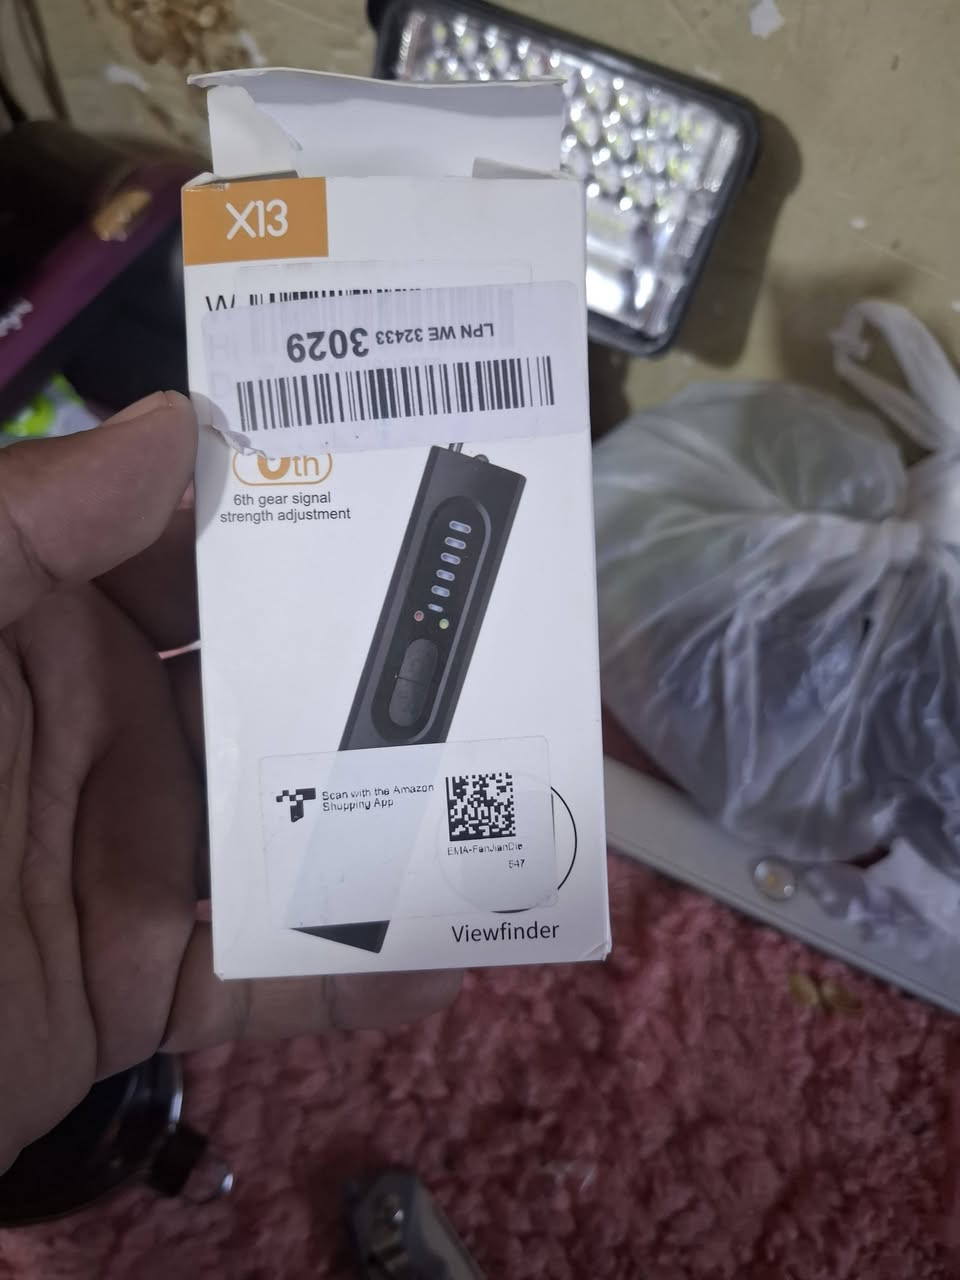 X13
W
LPN WE 32433 3029
6th
6th gear signal
strength adjustment
Scan with the Amazon
Shopping App
EMA-FanJianDie
547
Viewfinder